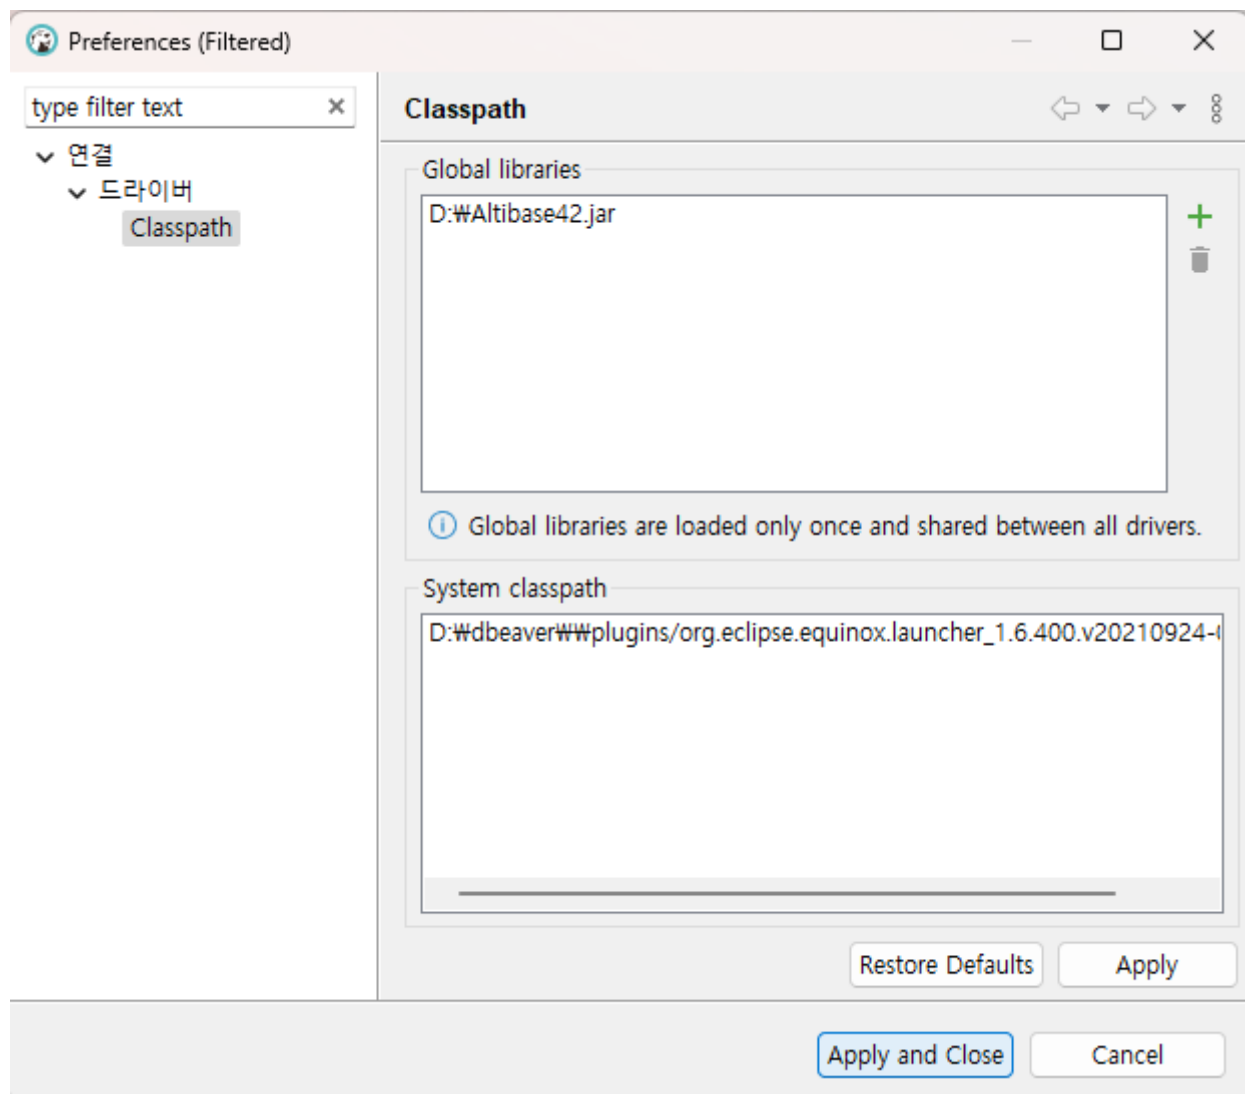 Preferences (Filtered)
type filter text
연결
드라이버
Classpath
Classpath
Global libraries
D:₩Altibase42.jar
Global libraries are loaded only once and shared between all drivers.
System classpath
D:₩dbeaver₩₩plugins/org.eclipse.equinox.launcher_1.6.400.v20210924-
Restore Defaults
Apply
Apply and Close
Cancel